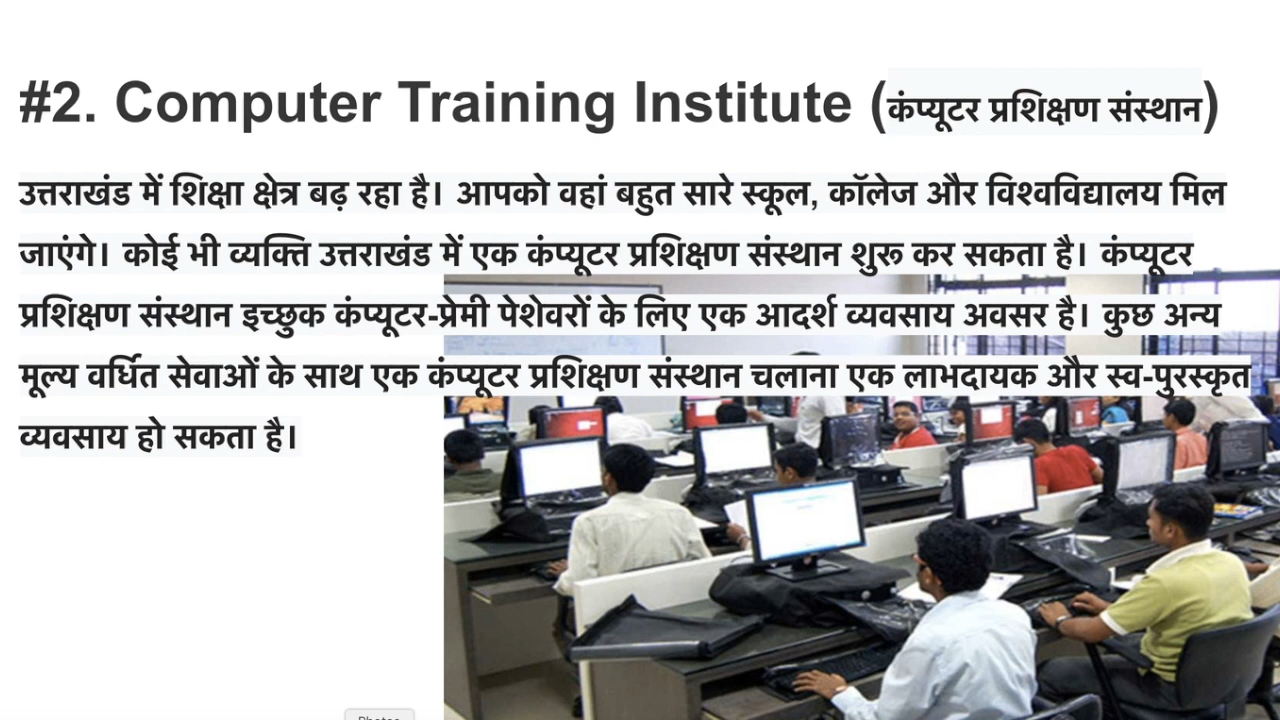 #2. Computer Training Institute (कंप्यूटर प्रशिक्षण संस्थान)
उत्तराखंड में शिक्षा क्षेत्र बढ़ रहा है। आपको वहां बहुत सारे स्कूल, कॉलेज और विश्वविद्यालय मिल
जाएंगे। कोई भी व्यक्ति उत्तराखंड में एक कंप्यूटर प्रशिक्षण संस्थान शुरू कर सकता है। कंप्यूटर
प्रशिक्षण संस्थान इच्छुक कंप्यूटर-प्रेमी पेशेवरों के लिए एक आदर्श व्यवसाय अवसर है। कुछ अन्य
मूल्य वर्धित सेवाओं के साथ एक कंप्यूटर प्रशिक्षण संस्थान चलाना एक लाभदायक और स्व-पुरस्कृत
व्यवसाय हो सकता है।
Photos